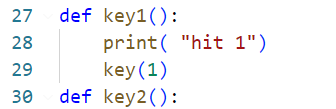 27 def key1():
28     print( "hit 1")
29     key(1)
30 def key2():